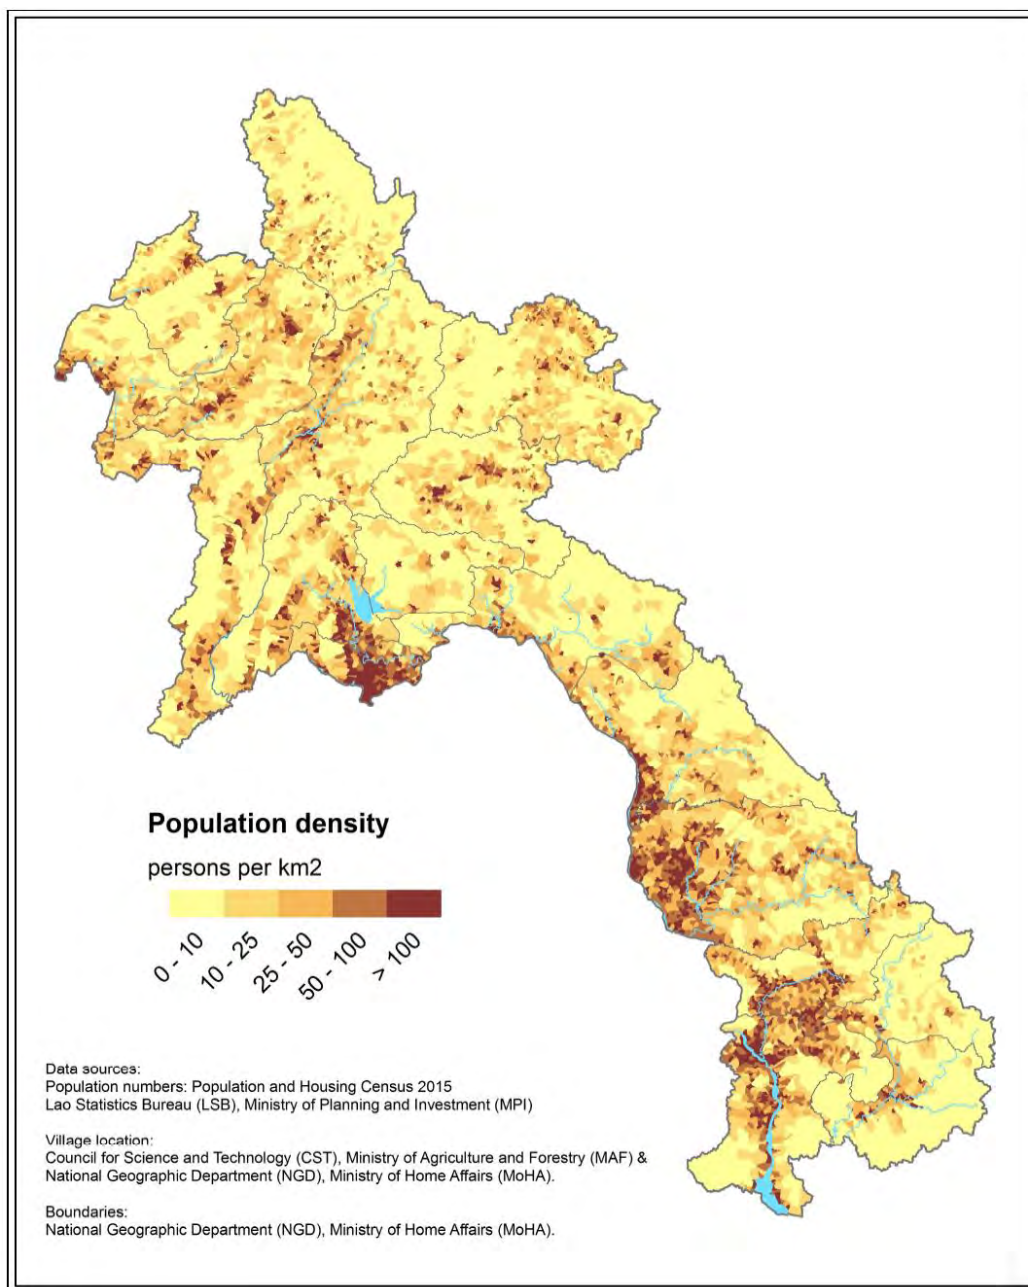 Population density
persons per km2
0 - 10
10 - 25
25 - 50
50 - 100
> 100
Data sources:
Population numbers: Population and Housing Census 2015
Lao Statistics Bureau (LSB), Ministry of Planning and Investment (MPI)
Village location:
Council for Science and Technology (CST), Ministry of Agriculture and Forestry (MAF) &
National Geographic Department (NGD), Ministry of Home Affairs (MoHA).
Boundaries:
National Geographic Department (NGD), Ministry of Home Affairs (MoHA).